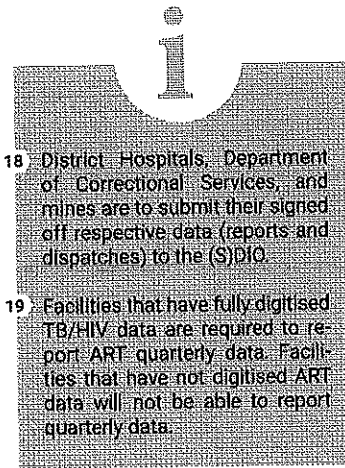 i
18 District Hospitals, Department
of Correctional Services, and
mines are to submit their signed
off respective data (reports and
dispatches) to the (S)DIO.
19 Facilities that have fully digitised
TB/HIV data are required to re-
port ART quarterly data. Facili-
ties that have not digitised ART
data will not be able to report
quarterly data.